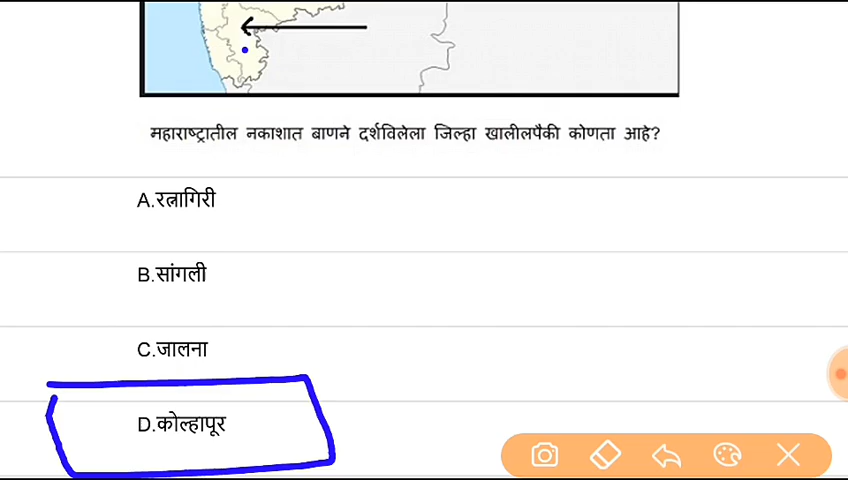 महाराष्ट्रातील नकाशात बाणने दर्शविलेला जिल्हा खालीलपैकी कोणता आहे?
A.रत्नागिरी
B.सांगली
C.जालना
D.कोल्हापूर